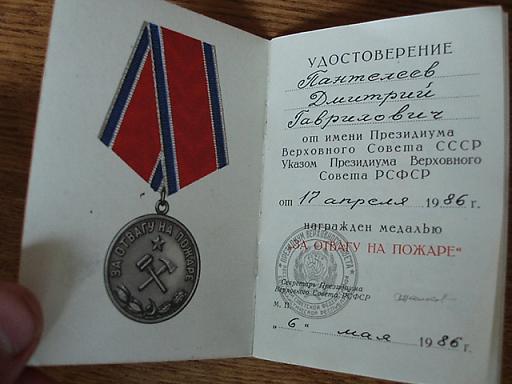 ЗА ОТВАГУ НА ПОЖАРЕ
УДОСТОВЕРЕНИЕ
Пантелеев
Дмитрий
Гаврилович
от имени Президиума
Верховного Совета СССР
Указом Президиума Верховного
Совета РСФСР
от 17 апреля 1986 г.
награжден медалью
"ЗА ОТВАГУ НА ПОЖАРЕ"
Секретарь Президиума
Верховного Совета РСФСР
М. П.
"6" мая 1986 г.